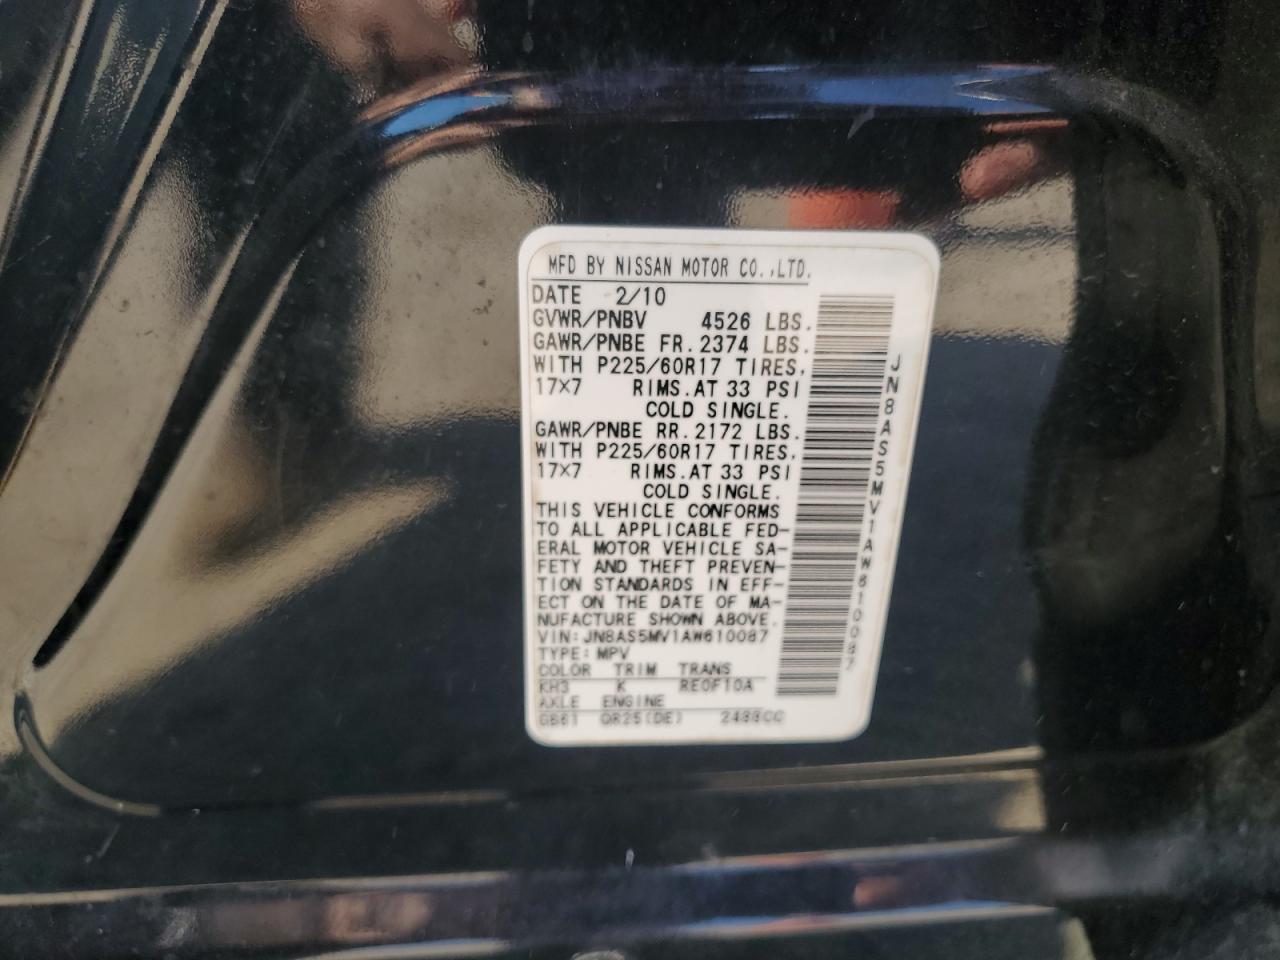 MFD BY NISSAN MOTOR CO.,LTD.
DATE 2/10
GVWR/PNBV 4526 LBS.
GAWR/PNBE FR. 2374 LBS.
WITH P225/60R17 TIRES.
17×7 RIMS. AT 33 PSI
COLD SINGLE.
GAWR/PNBE RR. 2172 LBS.
WITH P225/60R17 TIRES.
17×7 RIMS. AT 33 PSI
COLD SINGLE.
THIS VEHICLE CONFORMS
TO ALL APPLICABLE FED-
ERAL MOTOR VEHICLE SA-
FETY AND THEFT PREVEN-
TION STANDARDS IN EFF-
ECT ON THE DATE OF MA-
NUFACTURE SHOWN ABOVE.
VIN: JN8AS5MV1AW610087
TYPE: MPV
COLOR TRIM TRANS
KH3 K RE0F10A
AXLE ENGINE
GB61 QR25(DE) 2488CC
JN8AS5MV1AW610087